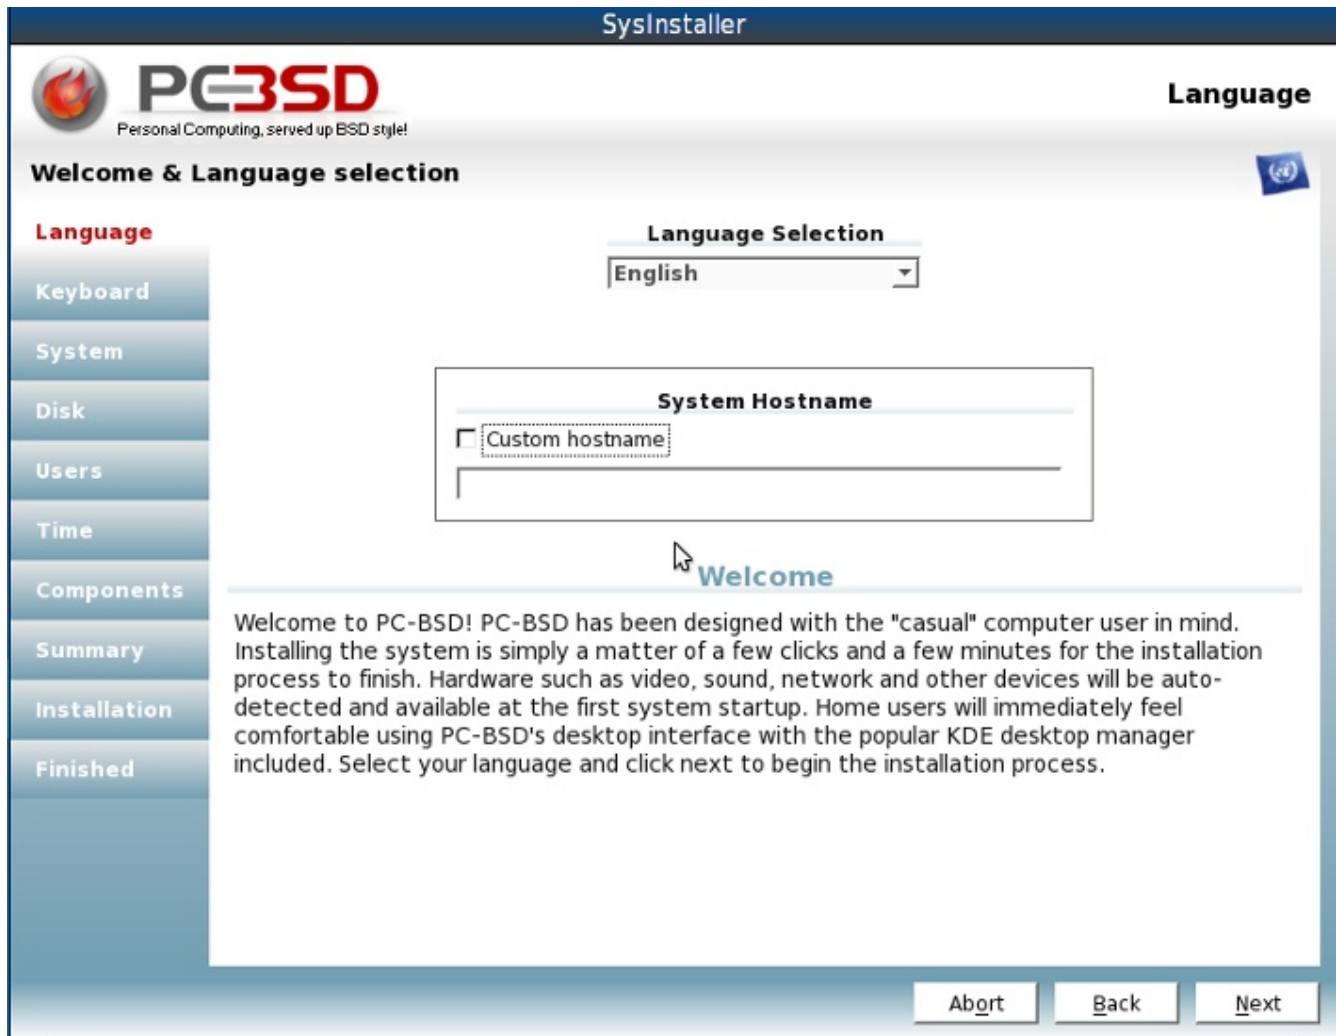 SysInstaller
PCBSD
Personal Computing, served up BSD style!
Language
Welcome & Language selection
Language
Keyboard
System
Disk
Users
Time
Components
Summary
Installation
Finished
Language Selection
English
System Hostname
Custom hostname
Welcome
Welcome to PC-BSD! PC-BSD has been designed with the "casual" computer user in mind.
Installing the system is simply a matter of a few clicks and a few minutes for the installation
process to finish. Hardware such as video, sound, network and other devices will be auto-
detected and available at the first system startup. Home users will immediately feel
comfortable using PC-BSD's desktop interface with the popular KDE desktop manager
included. Select your language and click next to begin the installation process.
Abort
Back
Next